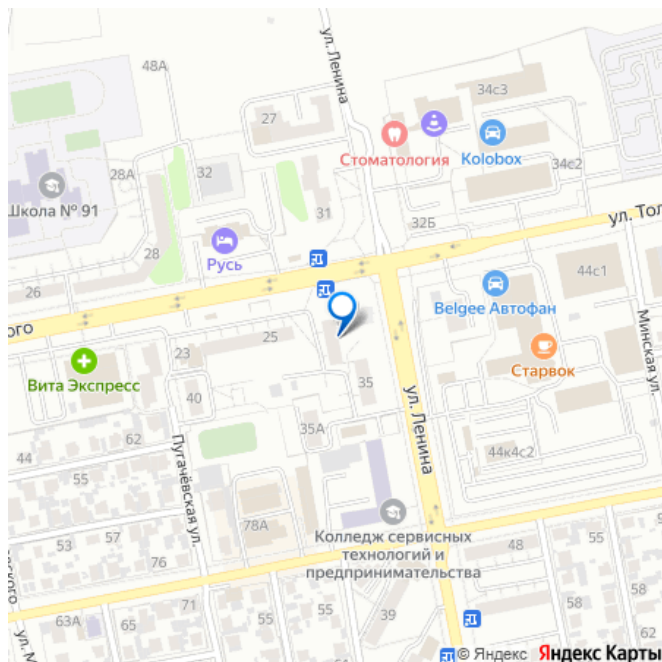 ул. Ленина
48А
34с3
27
Стоматология
Kolobox
28А
32
34с2
Школа № 91
31
32Б
ул. Тол
28
Русь
44с1
26
Belgee Автофан
Минская ул.
ого
25
23
Старвок
Вита Экспресс
35
ул. Ленина
40
35А
62
44
44к4с2
55
55
Пугачёвская ул.
53
57
78А
Колледж сервисных
технологий и
предпринимательства
48
55
76
58
58
63А
65
39
ул. М
© Яндекс Яндекс Карты